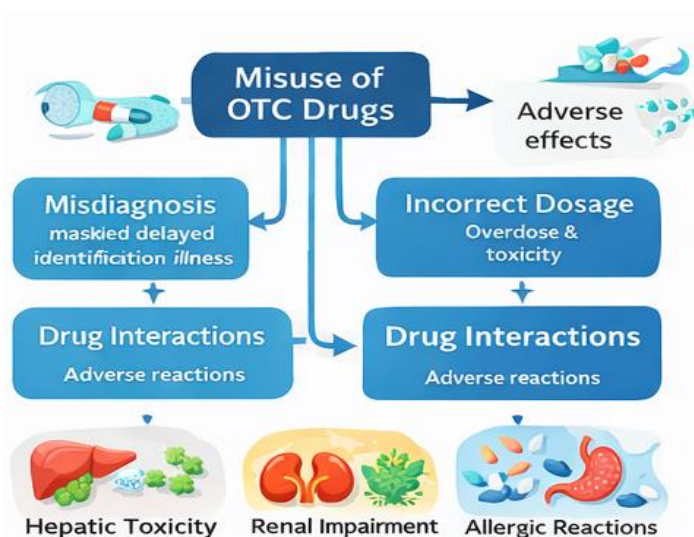 Misuse of
OTC Drugs
Adverse
effects
Misdiagnosis
maskied delayed
identificition illness
Incorrect Dosage
Overdose &
toxicity
Drug Interactions
Adverse reactions
Drug Interactions
Adverse reactions
Hepatic Toxicity
Renal Impairment
Allergic Reactions